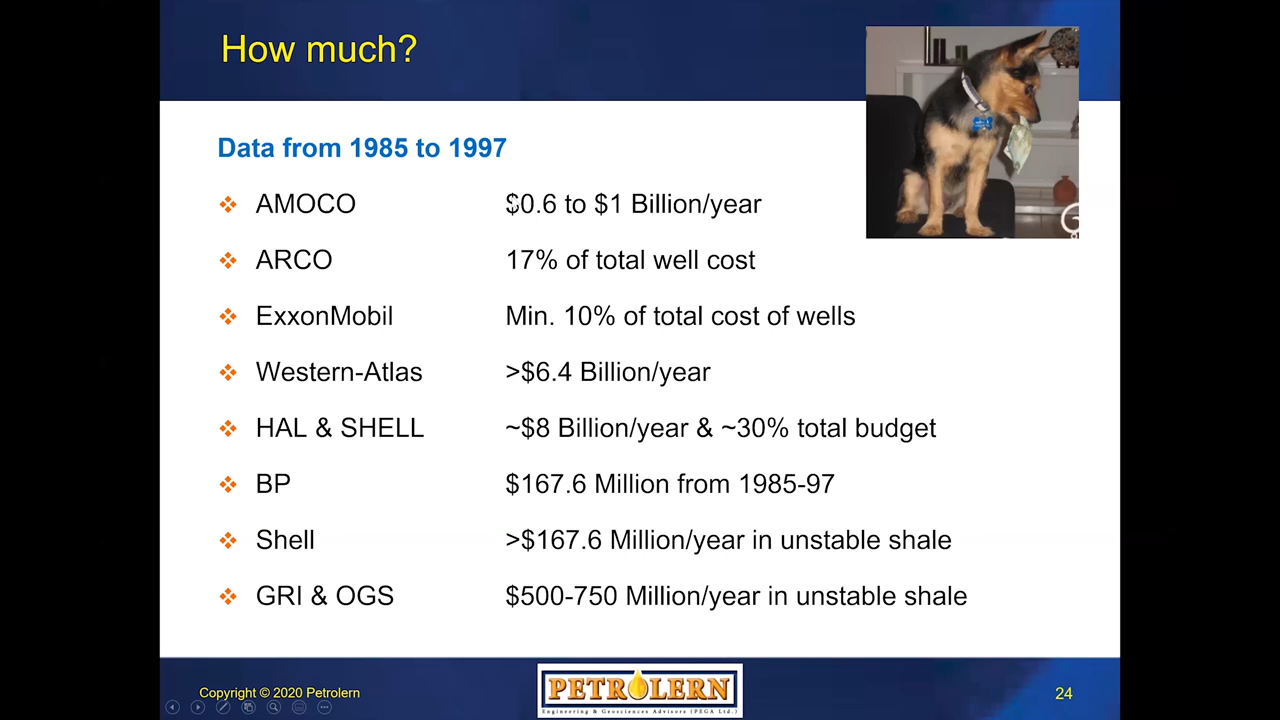 How much?
Data from 1985 to 1997
AMOCO $0.6 to $1 Billion/year
ARCO 17% of total well cost
ExxonMobil Min. 10% of total cost of wells
Western-Atlas >$6.4 Billion/year
HAL & SHELL ~$8 Billion/year & ~30% total budget
BP $167.6 Million from 1985-97
Shell >$167.6 Million/year in unstable shale
GRI & OGS $500-750 Million/year in unstable shale
Copyright © 2020 Petrolern
PETROLERN
Engineering & Geosciences Advisors (PEGA Ltd.)
24